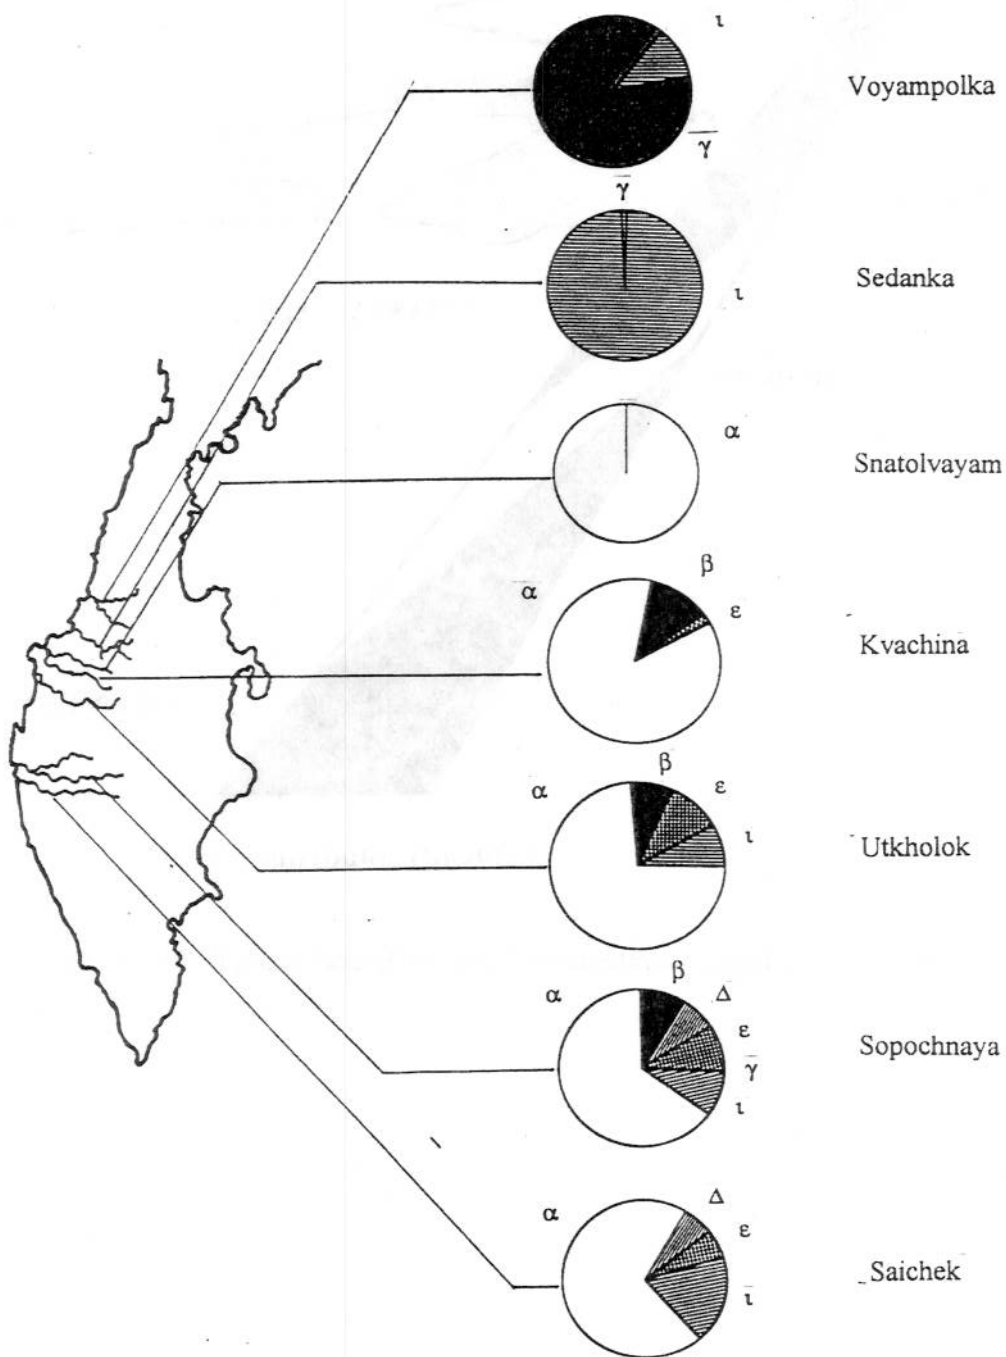 ι
Voyampolka
γ
γ
Sedanka
ι
α
Snatolvayam
β
α
ε
Kvachina
β
α
ε
ι
Utkholok
β
α
Δ
ε
Sopochnaya
γ
ι
Δ
α
ε
Saichek
ι